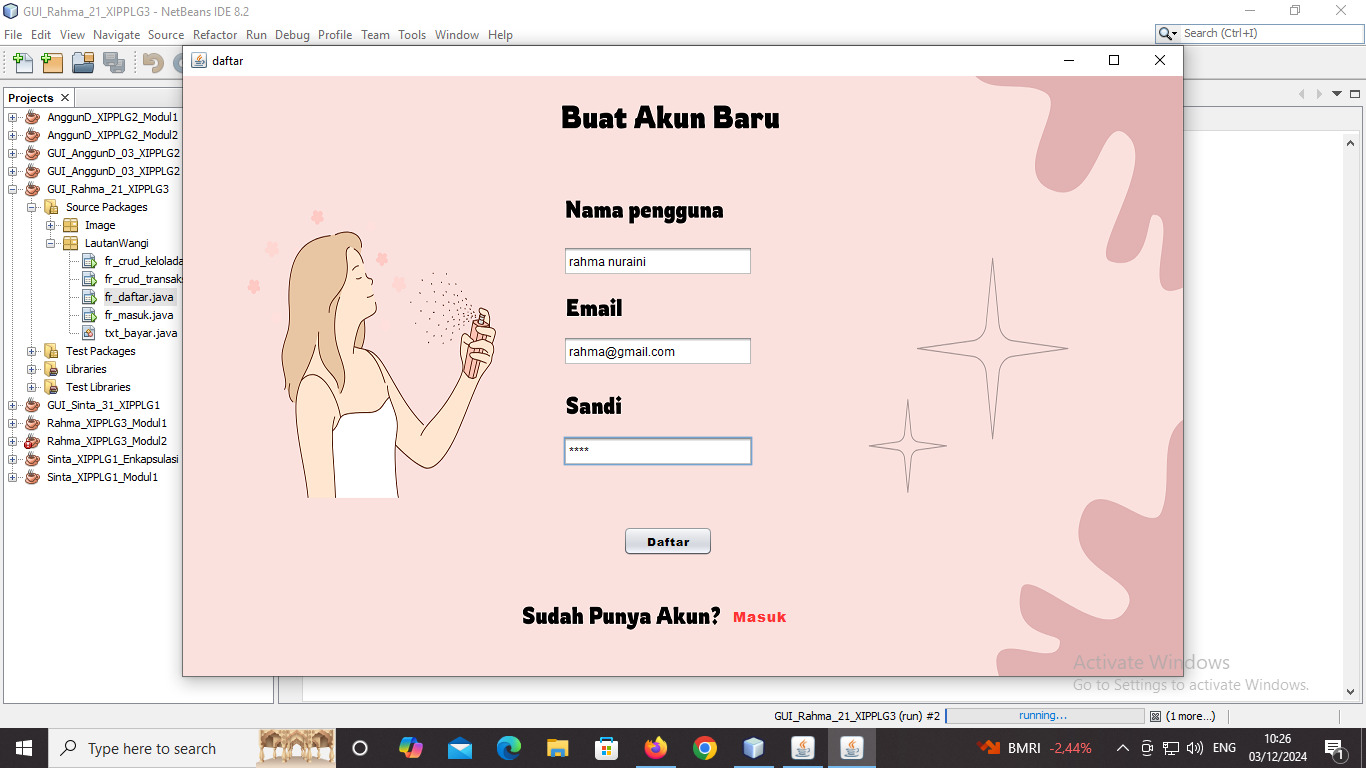 GUI_Rahma_21_XIPPLG3 - NetBeans IDE 8.2
File Edit View Navigate Source Refactor Run Debug Profile Team Tools Window Help
Search (Ctrl+I)
daftar
Projects
AnggunD_XIPPLG2_Modul1
AnggunD_XIPPLG2_Modul2
GUI_AnggunD_03_XIPPLG2
GUI_AnggunD_03_XIPPLG2
GUI_Rahma_21_XIPPLG3
Source Packages
Image
LautanWangi
fr_crud_kelolada
fr_crud_transaks
fr_daftar.java
fr_masuk.java
txt_bayar.java
Test Packages
Libraries
Test Libraries
GUI_Sinta_31_XIPPLG1
Rahma_XIPPLG3_Modul1
Rahma_XIPPLG3_Modul2
Sinta_XIPPLG1_Enkapsulasi
Sinta_XIPPLG1_Modul1
Buat Akun Baru
Nama pengguna
rahma nuraini
Email
rahma@gmail.com
Sandi
****
Daftar
Sudah Punya Akun? Masuk
Activate Windows
Go to Settings to activate Windows.
GUI_Rahma_21_XIPPLG3 (run) #2
running...
(1 more...)
Type here to search
BMRI -2,44%
ENG
10:26
03/12/2024
1